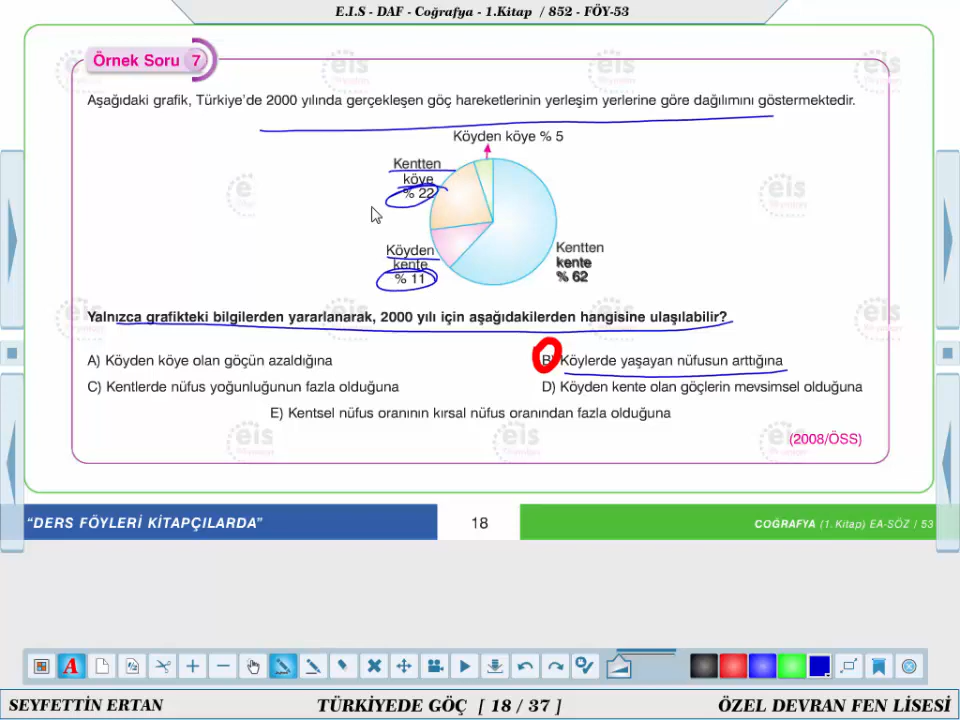 E.I.S - DAF - Coğrafya - 1.Kitap / 852 - FÖY-53
Örnek Soru 7
Aşağıdaki grafik, Türkiye'de 2000 yılında gerçekleşen göç hareketlerinin yerleşim yerlerine göre dağılımını göstermektedir.
Köyden köye % 5
Kentten
köye
% 22
Köyden
kente
% 11
Kentten
kente
% 62
Yalnızca grafikteki bilgilerden yararlanarak, 2000 yılı için aşağıdakilerden hangisine ulaşılabilir?
A) Köyden köye olan göçün azaldığına
B) Köylerde yaşayan nüfusun arttığına
C) Kentlerde nüfus yoğunluğunun fazla olduğuna
D) Köyden kente olan göçlerin mevsimsel olduğuna
E) Kentsel nüfus oranının kırsal nüfus oranından fazla olduğuna
(2008/ÖSS)
"DERS FÖYLERİ KİTAPÇILARDA"
18
COĞRAFYA (1. Kitap) EA-SÖZ / 53
A
SEYFETTİN ERTAN
TÜRKİYEDE GÖÇ [ 18 / 37 ]
ÖZEL DEVRAN FEN LİSESİ